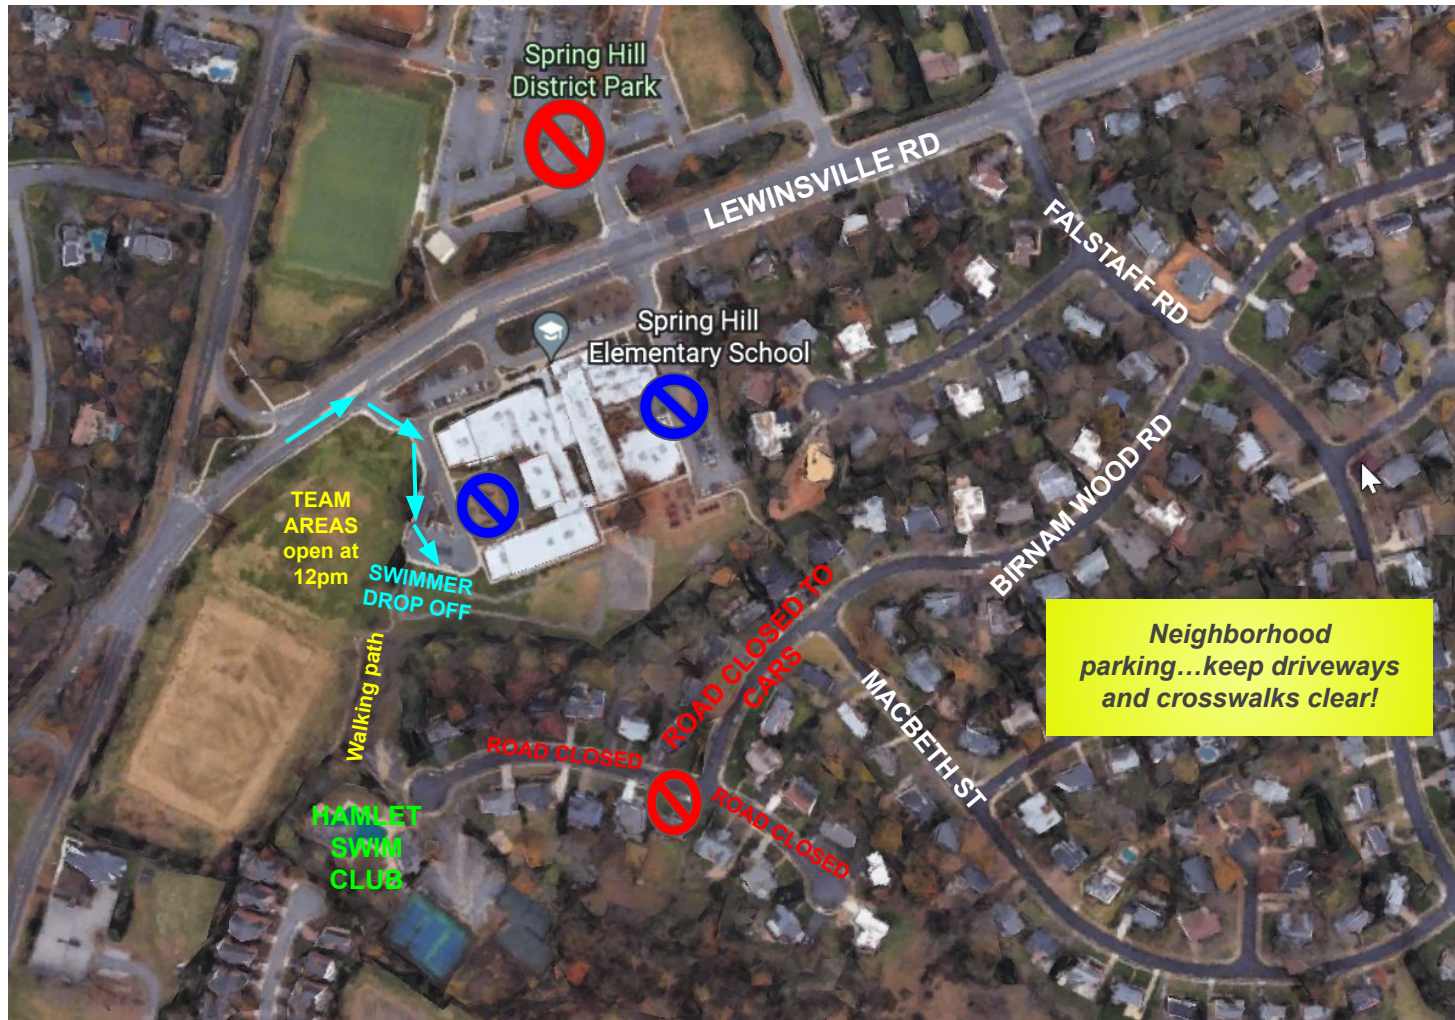 Spring Hill
District Park
LEWINSVILLE RD
FALSTAFF RD
Spring Hill
Elementary School
BIRNAM WOOD RD
TEAM
AREAS
open at
12pm
SWIMMER
DROP OFF
Walking path
ROAD CLOSED TO
CARS
ROAD CLOSED
ROAD CLOSED
MACBETH ST
Neighborhood
parking...keep driveways
and crosswalks clear!
HAMLET
SWIM
CLUB